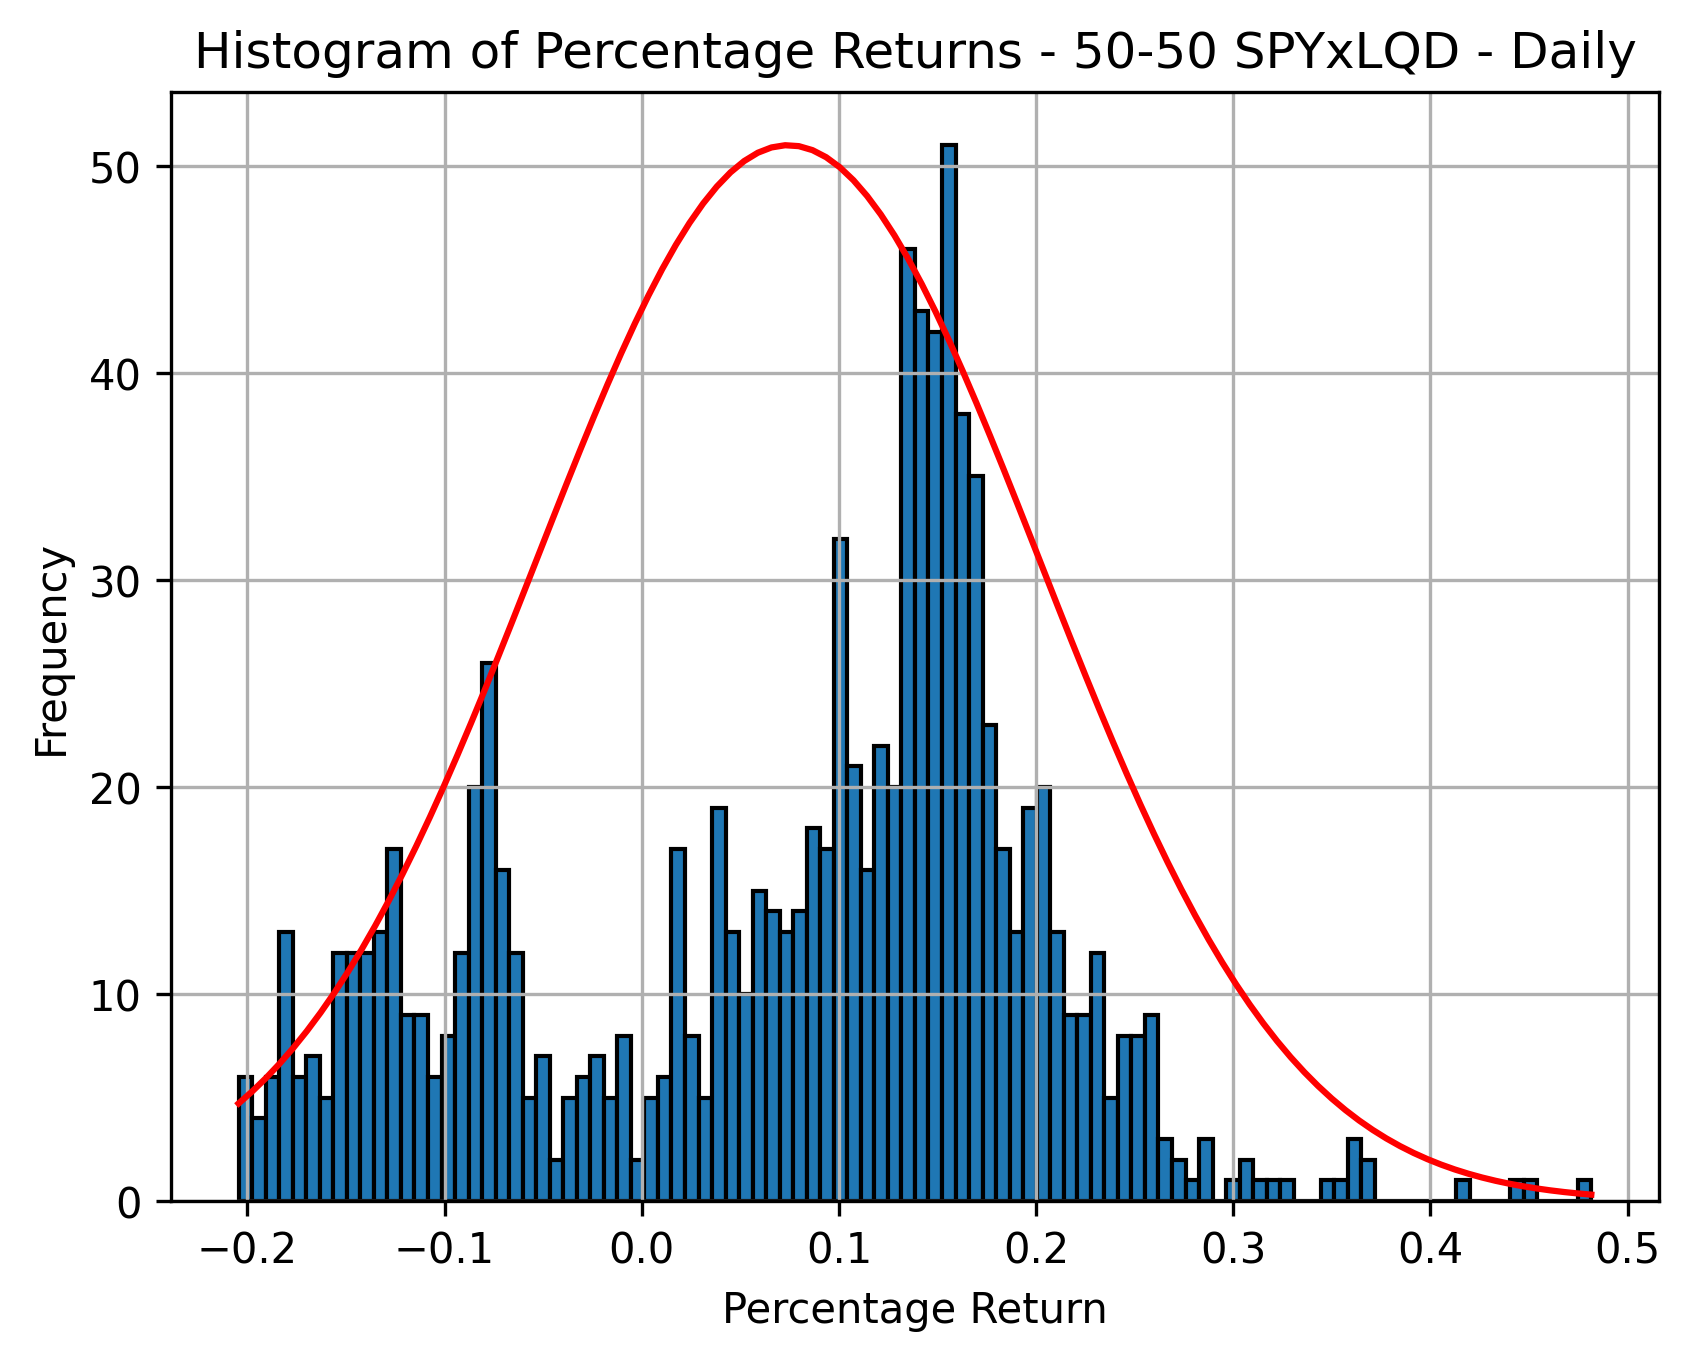 Histogram of Percentage Returns - 50-50 SPYxLQD - Daily
50
40
30
20
10
0
Frequency
−0.2 −0.1 0.0 0.1 0.2 0.3 0.4 0.5
Percentage Return